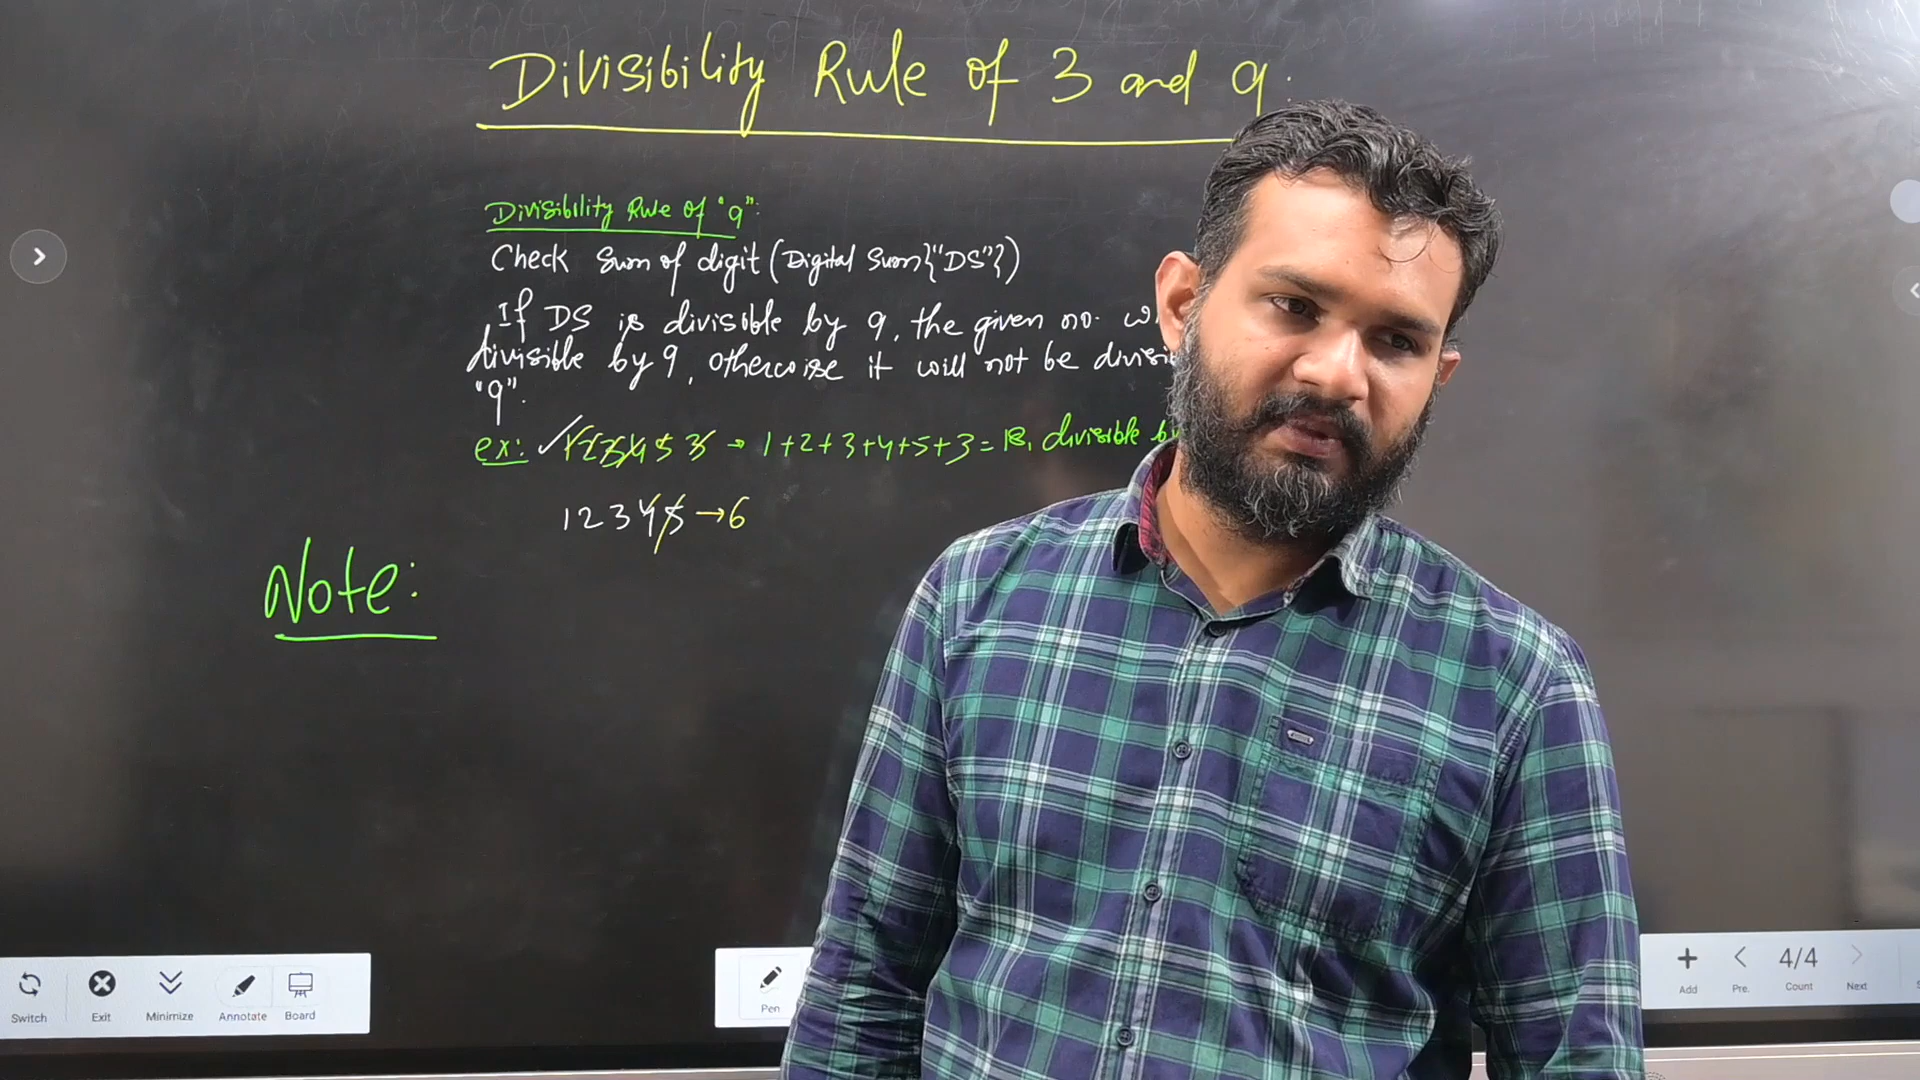 Divisibility Rule of 3 and 9.
Divisibility Rule of "9":
Check Sum of digit (Digital Sum{"DS"})
If DS is divisible by 9, the given no. w
divisible by 9, otherwise it will not be divisi
"9".
ex: ✓ 123453 → 1+2+3+4+5+3=18, divisible by
12345 → 6
Note:
Switch Exit Minimize Annotate Board
Pen
4/4
Add Pre. Count Next